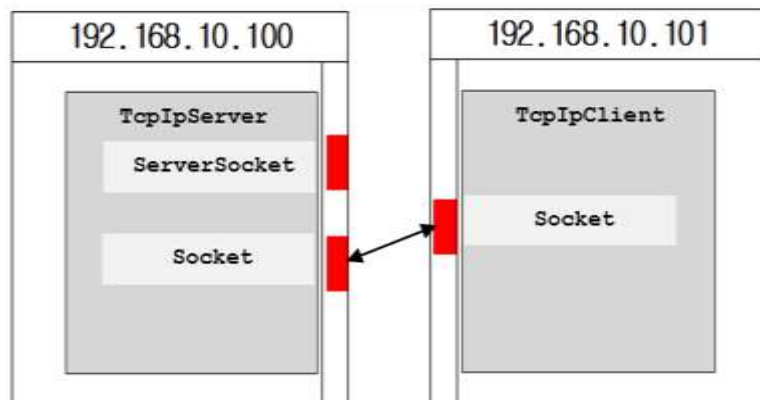 192.168.10.100
TcpIpServer
ServerSocket
Socket
192.168.10.101
TcpIpClient
Socket